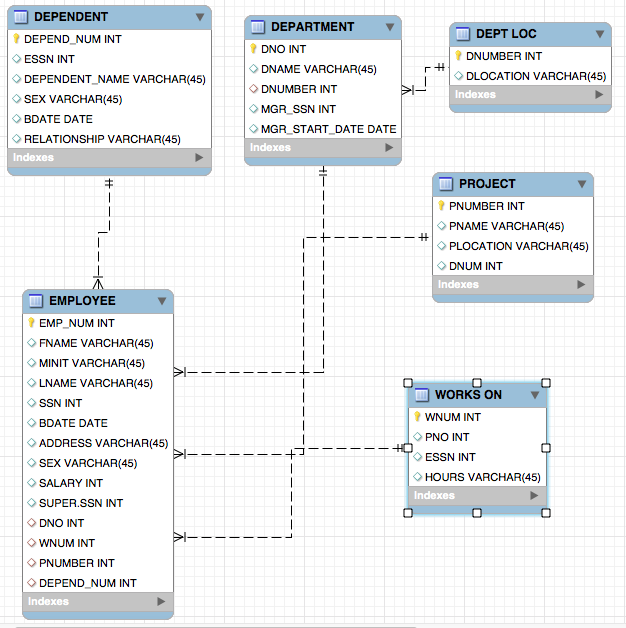 DEPENDENT
DEPEND_NUM INT
ESSN INT
DEPENDENT_NAME VARCHAR(45)
SEX VARCHAR(45)
BDATE DATE
RELATIONSHIP VARCHAR(45)
Indexes
DEPARTMENT
DNO INT
DNAME VARCHAR(45)
DNUMBER INT
MGR_SSN INT
MGR_START_DATE DATE
Indexes
DEPT LOC
DNUMBER INT
DLOCATION VARCHAR(45)
Indexes
PROJECT
PNUMBER INT
PNAME VARCHAR(45)
PLOCATION VARCHAR(45)
DNUM INT
Indexes
EMPLOYEE
EMP_NUM INT
FNAME VARCHAR(45)
MINIT VARCHAR(45)
LNAME VARCHAR(45)
SSN INT
BDATE DATE
ADDRESS VARCHAR(45)
SEX VARCHAR(45)
SALARY INT
SUPER.SSN INT
DNO INT
WNUM INT
PNUMBER INT
DEPEND_NUM INT
Indexes
WORKS ON
WNUM INT
PNO INT
ESSN INT
HOURS VARCHAR(45)
Indexes